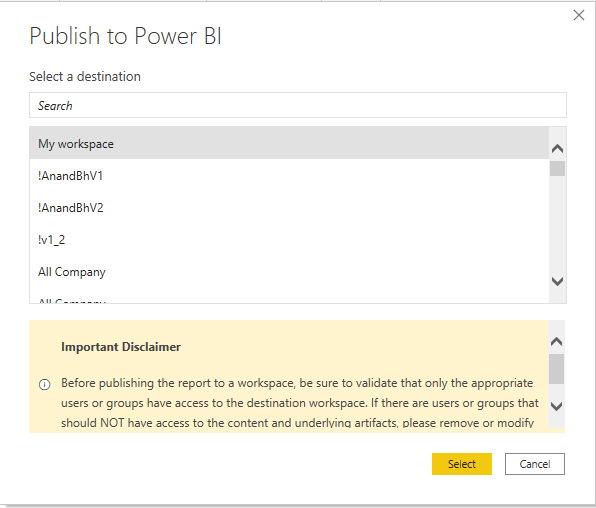 Publish to Power BI
Select a destination
Search
My workspace
!AnandBhV1
!AnandBhV2
!v1_2
All Company
All Company
Important Disclaimer
Before publishing the report to a workspace, be sure to validate that only the appropriate
users or groups have access to the destination workspace. If there are users or groups that
should NOT have access to the content and underlying artifacts, please remove or modify
Select
Cancel